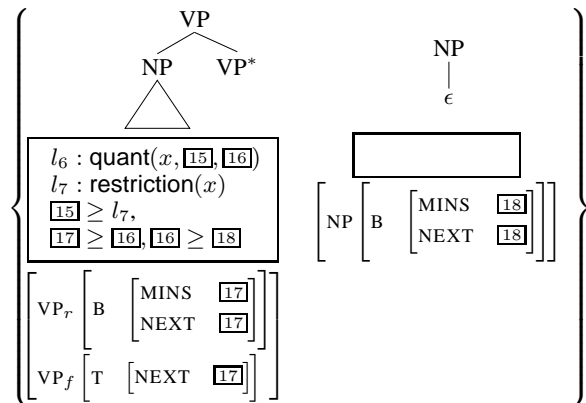 VP
NP VP*
NP
ϵ
l₆ : quant(x, 15, 16)
l₇ : restriction(x)
15 ≥ l₇,
17 ≥ 16, 16 ≥ 18
NP B MINS 18
NEXT 18
VPᵣ B MINS 17
NEXT 17
VP_f T NEXT 17